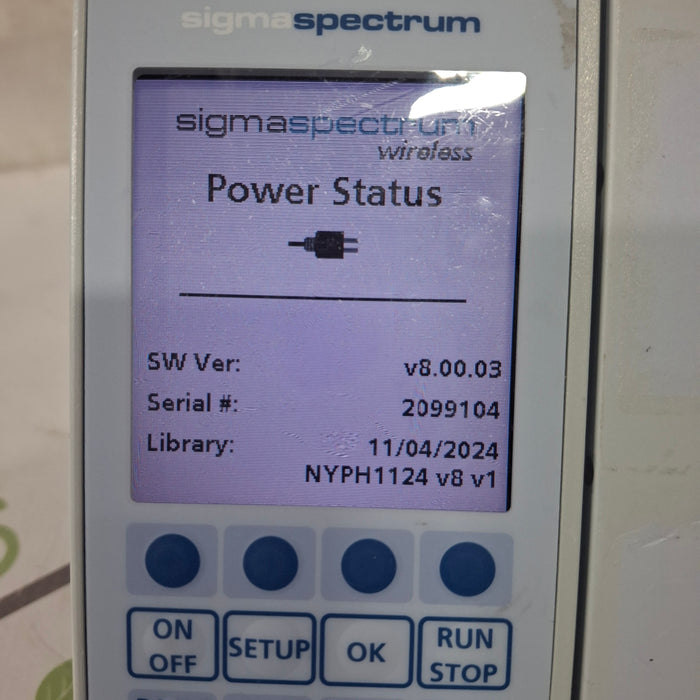 sigmaspectrum
sigmaspectrum
wireless
Power Status
SW Ver: v8.00.03
Serial #: 2099104
Library: 11/04/2024
NYPH1124 v8 v1
ON OFF
SETUP
OK
RUN STOP